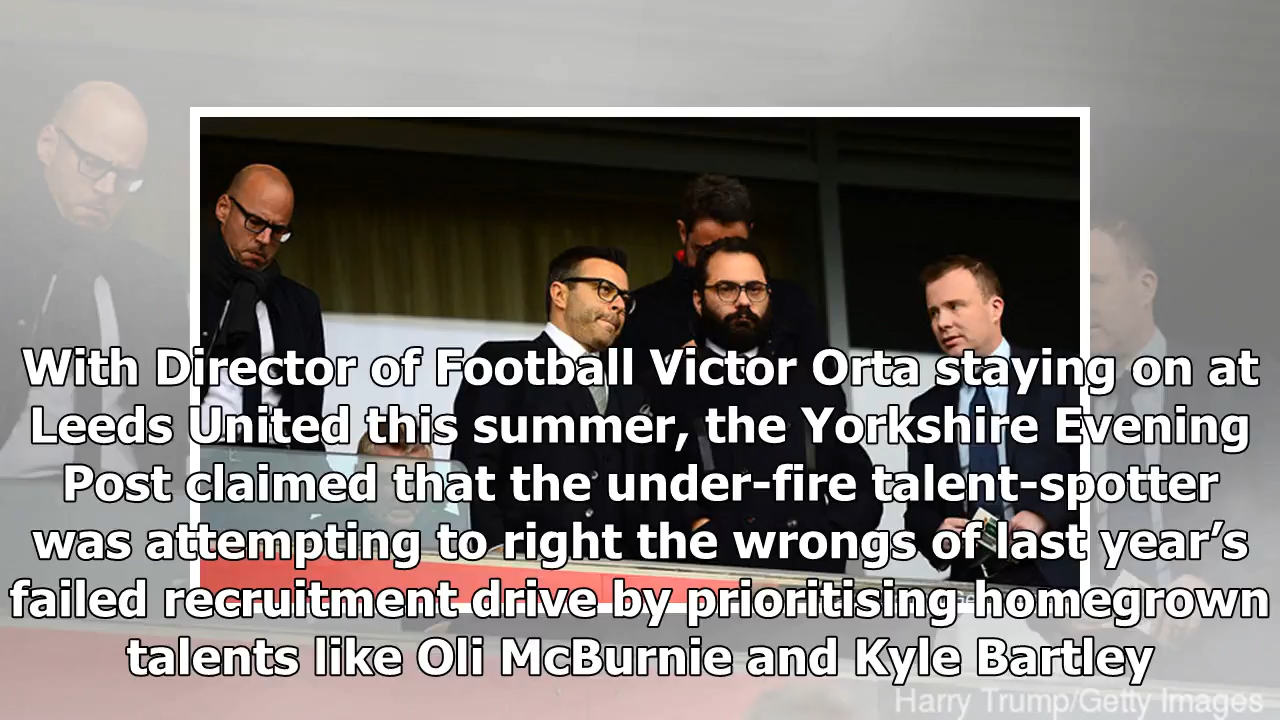 With Director of Football Victor Orta staying on at
Leeds United this summer, the Yorkshire Evening
Post claimed that the under-fire talent-spotter
was attempting to right the wrongs of last year’s
failed recruitment drive by prioritising homegrown
talents like Oli McBurnie and Kyle Bartley
Harry Trump/Getty Images